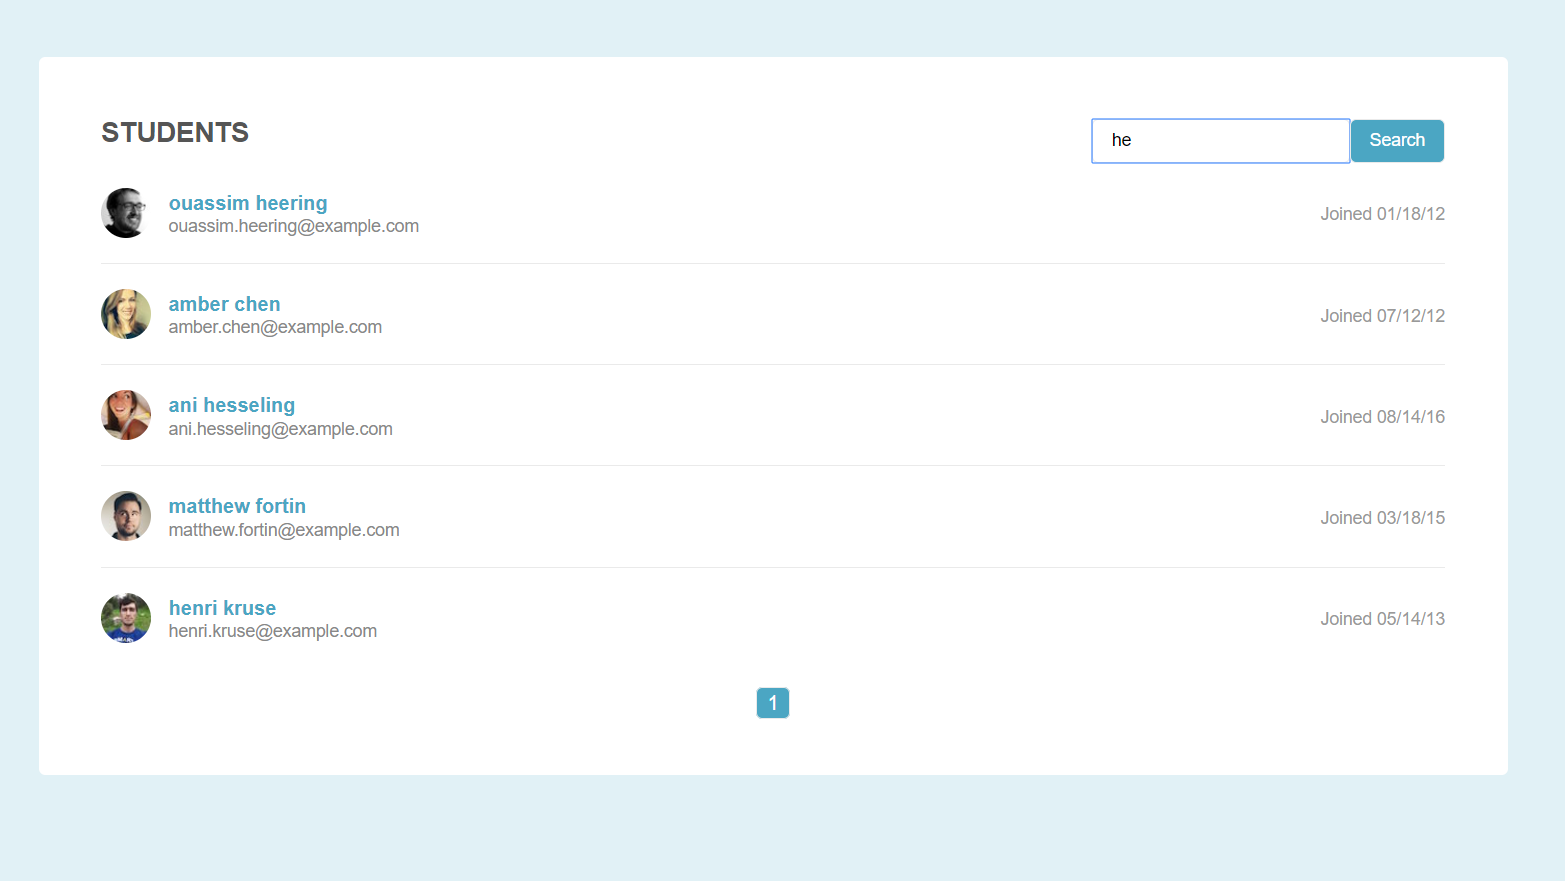 STUDENTS
he
Search
ouassim heering
ouassim.heering@example.com
Joined 01/18/12
amber chen
amber.chen@example.com
Joined 07/12/12
ani hesseling
ani.hesseling@example.com
Joined 08/14/16
matthew fortin
matthew.fortin@example.com
Joined 03/18/15
henri kruse
henri.kruse@example.com
Joined 05/14/13
1